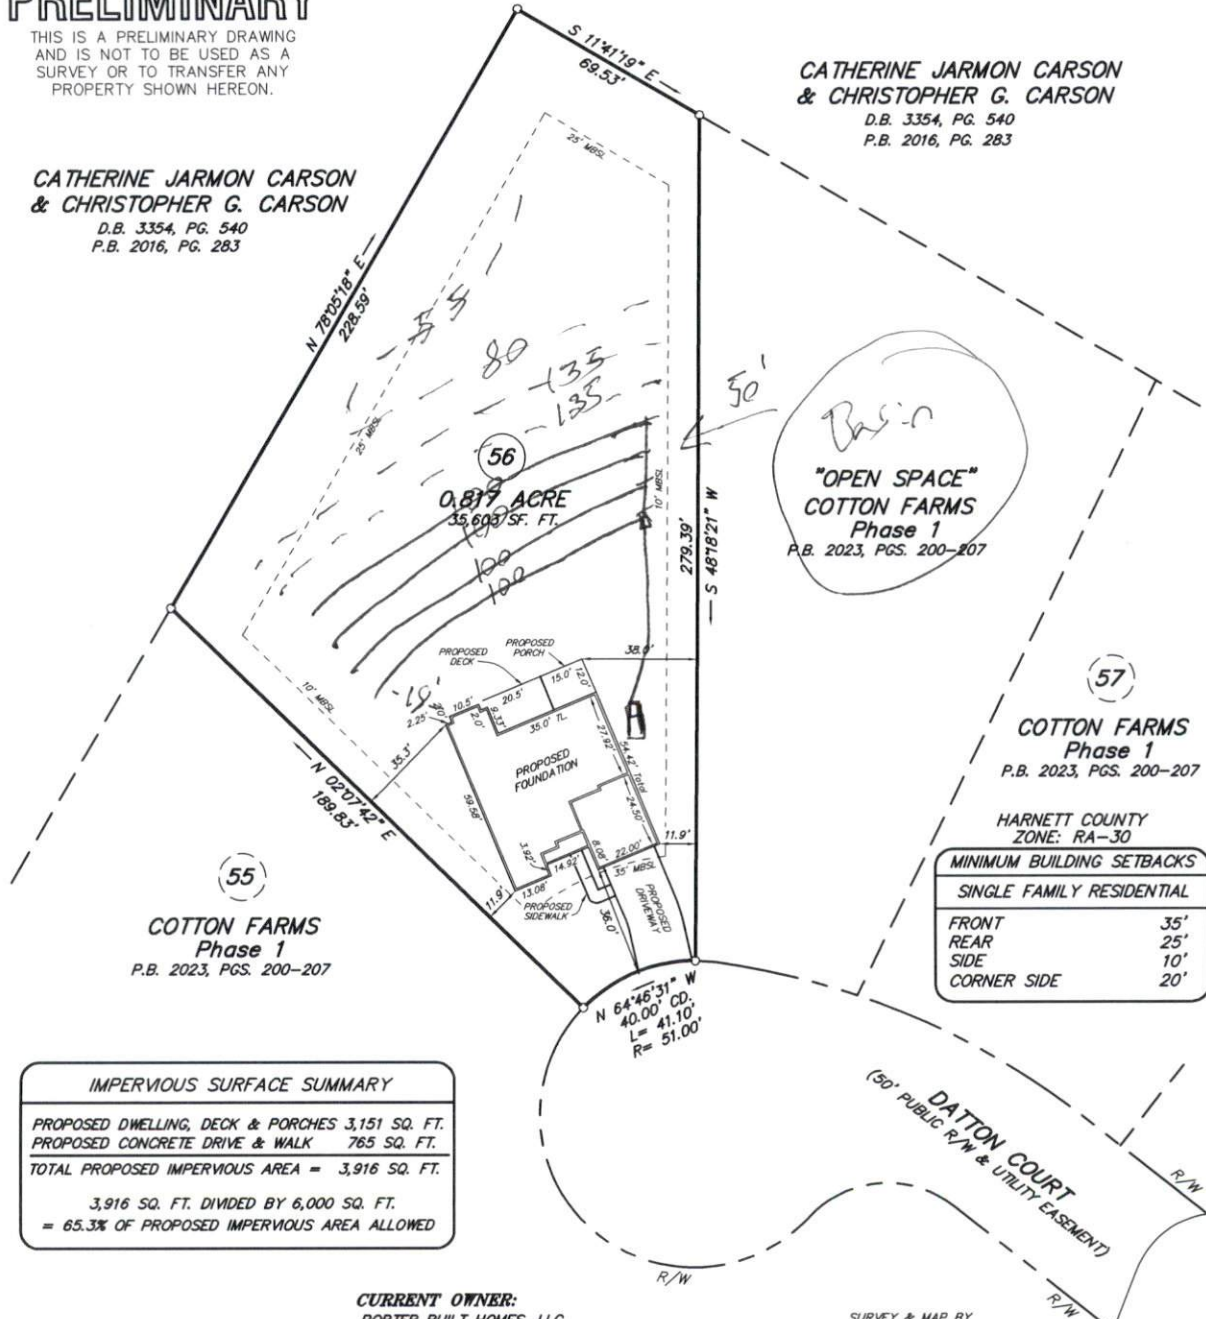 PRELIMINARY
THIS IS A PRELIMINARY DRAWING
AND IS NOT TO BE USED AS A
SURVEY OR TO TRANSFER ANY
PROPERTY SHOWN HEREON.
S 11°41'19" E
69.53'
CATHERINE JARMON CARSON
& CHRISTOPHER G. CARSON
D.B. 3354, PG. 540
P.B. 2016, PG. 283
25' MBSL
CATHERINE JARMON CARSON
& CHRISTOPHER G. CARSON
D.B. 3354, PG. 540
P.B. 2016, PG. 283
N 78°05'18" E
228.59'
55
80
135
135
50'
Basin
25' MBSL
56
0.817 ACRE
35,603 SF. FT.
10' MBSL
100
100
279.39'
S 48°18'21" W
"OPEN SPACE"
COTTON FARMS
Phase 1
P.B. 2023, PGS. 200-207
PROPOSED
DECK
PROPOSED
PORCH
38.0'
10' MBSL
10.5'
20.5'
15.0'
12.0'
2.25'
2.0'
9.33'
35.0' TL.
27.92'
54.42' Total
24.50'
35.3'
PROPOSED
FOUNDATION
59.58'
N 02°07'42" E
189.83'
3.92'
14.92'
8.08'
22.00'
11.9'
35' MBSL
13.08'
11.9'
PROPOSED
SIDEWALK
36.0'
PROPOSED
DRIVEWAY
57
COTTON FARMS
Phase 1
P.B. 2023, PGS. 200-207
HARNETT COUNTY
ZONE: RA-30
MINIMUM BUILDING SETBACKS
SINGLE FAMILY RESIDENTIAL
FRONT 35'
REAR 25'
SIDE 10'
CORNER SIDE 20'
55
COTTON FARMS
Phase 1
P.B. 2023, PGS. 200-207
N 64°46'31" W
40.00' CD.
L= 41.10'
R= 51.00'
IMPERVIOUS SURFACE SUMMARY
PROPOSED DWELLING, DECK & PORCHES 3,151 SQ. FT.
PROPOSED CONCRETE DRIVE & WALK 765 SQ. FT.
TOTAL PROPOSED IMPERVIOUS AREA = 3,916 SQ. FT.
3,916 SQ. FT. DIVIDED BY 6,000 SQ. FT.
= 65.3% OF PROPOSED IMPERVIOUS AREA ALLOWED
DATTON COURT
(50' PUBLIC R/W & UTILITY EASEMENT)
R/W
R/W
R/W
CURRENT OWNER:
PORTER BUILT HOMES, LLC
SURVEY & MAP BY